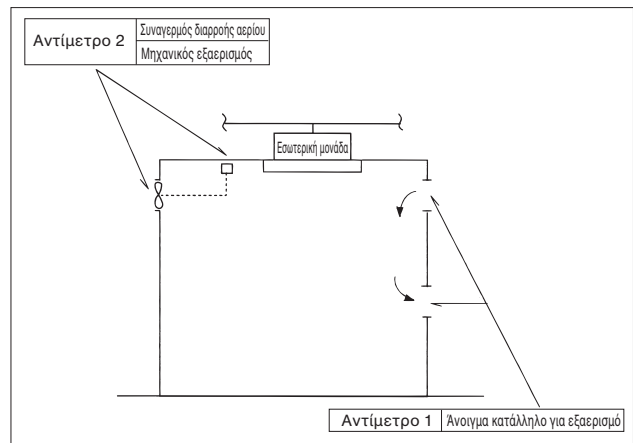 Αντίμετρο 2
Συναγερμός διαρροής αερίου
Μηχανικός εξαερισμός
Εσωτερική μονάδα
Αντίμετρο 1
Άνοιγμα κατάλληλο για εξαερισμό